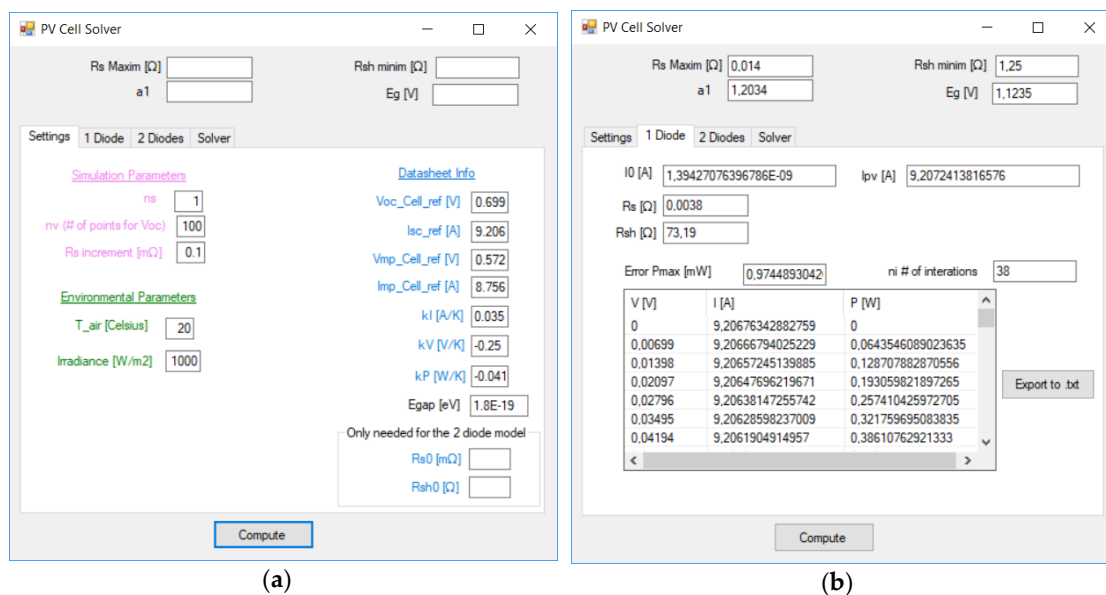 PV Cell Solver
Rs Maxim [Ω]
Rsh minim [Ω]
a1
Eg [V]
Settings 1 Diode 2 Diodes Solver
Simulation Parameters
ns 1
nv (# of points for Voc) 100
Rs increment [mΩ] 0.1
Environmental Parameters
T_air [Celsius] 20
Irradiance [W/m2] 1000
Datasheet Info
Voc_Cell_ref [V] 0.699
Isc_ref [A] 9.206
Vmp_Cell_ref [V] 0.572
Imp_Cell_ref [A] 8.756
kI [A/K] 0.035
kV [V/K] -0.25
kP [W/K] -0.041
Egap [eV] 1.8E-19
Only needed for the 2 diode model
Rs0 [mΩ]
Rsh0 [Ω]
Compute
(a)
PV Cell Solver
Rs Maxim [Ω] 0,014
Rsh minim [Ω] 1,25
a1 1,2034
Eg [V] 1,1235
Settings 1 Diode 2 Diodes Solver
I0 [A] 1,39427076396786E-09
Ipv [A] 9,2072413816576
Rs [Ω] 0,0038
Rsh [Ω] 73,19
Error Pmax [mW] 0,974489304
ni # of interations 38
V [V] I [A] P [W]
0 9,20676342882759 0
0,00699 9,20666794025229 0,0643546089023635
0,01398 9,20657245139885 0,128707882870556
0,02097 9,20647696219671 0,193059821897265
0,02796 9,20638147255742 0,257410425972705
0,03495 9,20628598237009 0,321759695083835
0,04194 9,2061904914957 0,38610762921333
Export to .txt
Compute
(b)